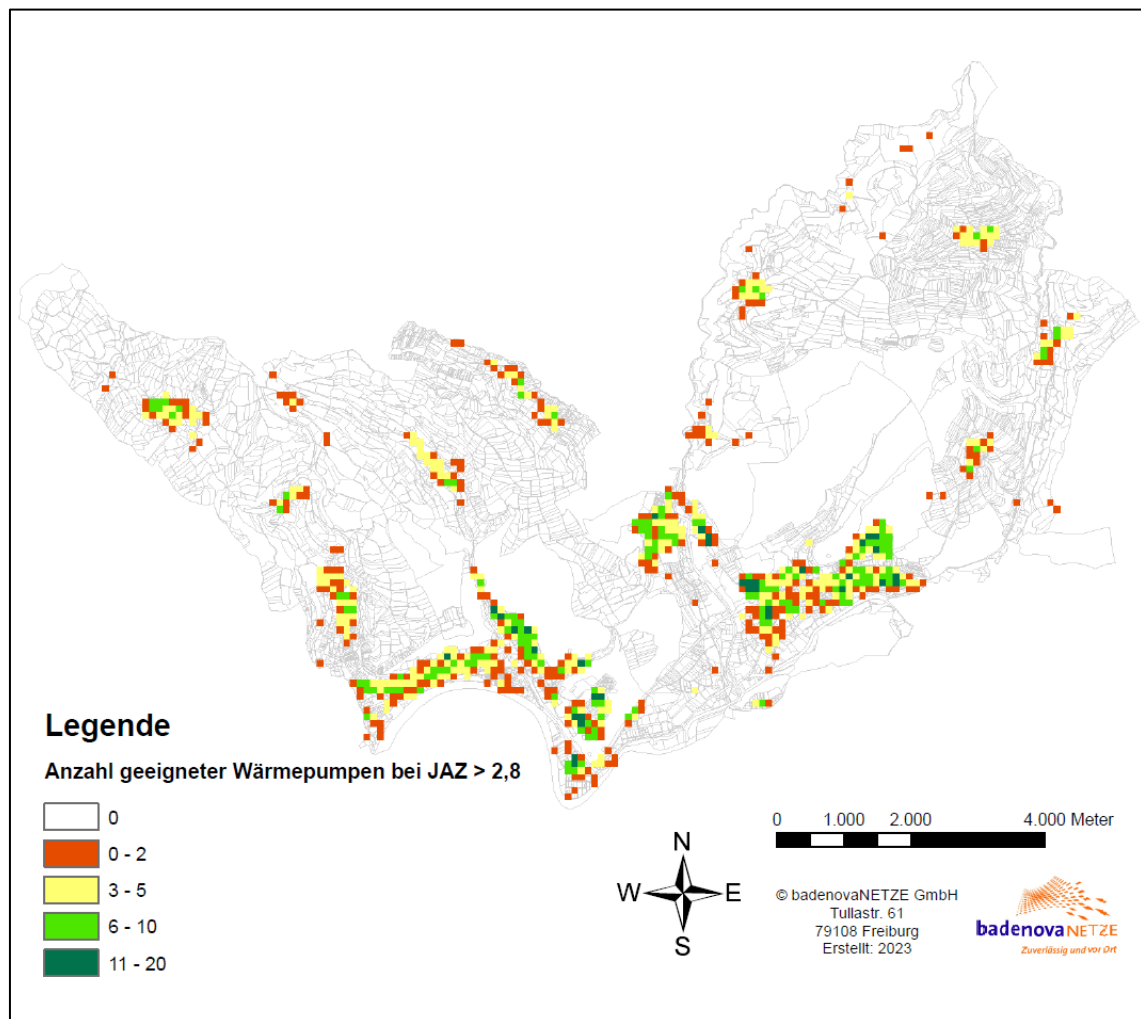 Legende
Anzahl geeigneter Wärmepumpen bei JAZ > 2,8
0
0 - 2
3 - 5
6 - 10
11 - 20
N
W E
S
0 1.000 2.000 4.000 Meter
© badenovaNETZE GmbH
Tullastr. 61
79108 Freiburg
Erstellt: 2023
badenovaNETZE
Zuverlässig und vor Ort